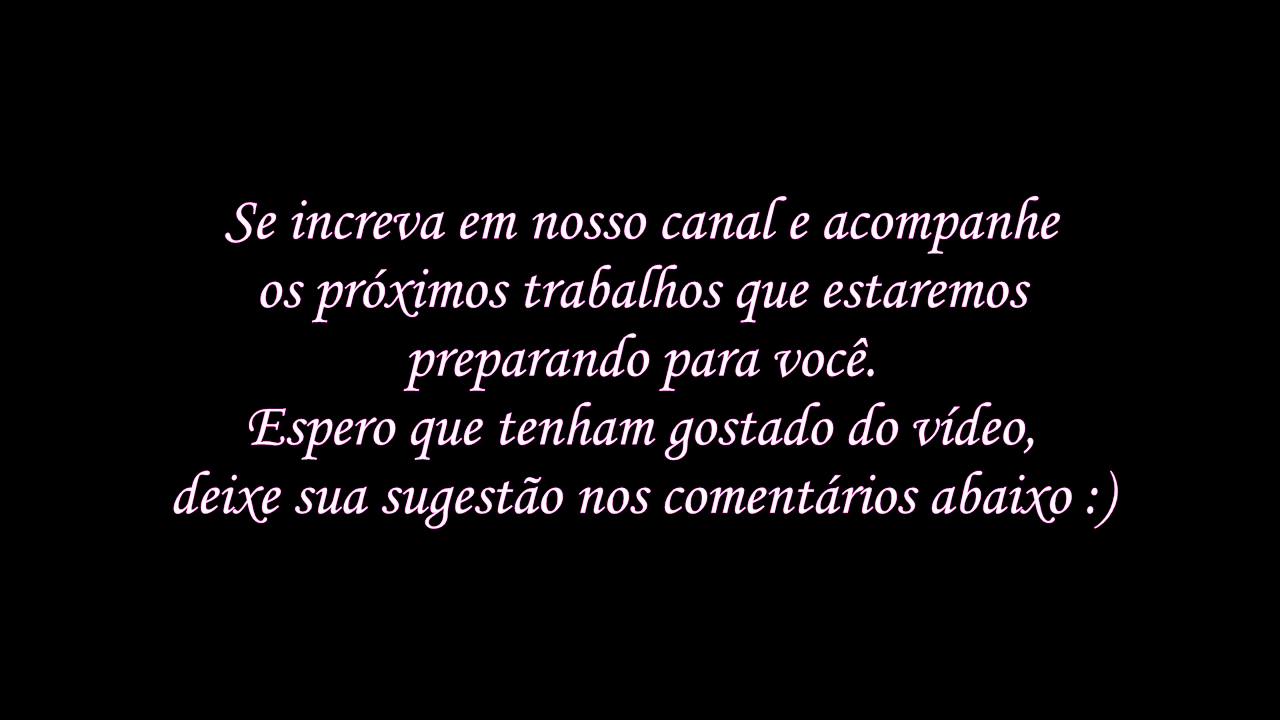 Se increva em nosso canal e acompanhe
os próximos trabalhos que estaremos
preparando para você.
Espero que tenham gostado do vídeo,
deixe sua sugestão nos comentários abaixo :)